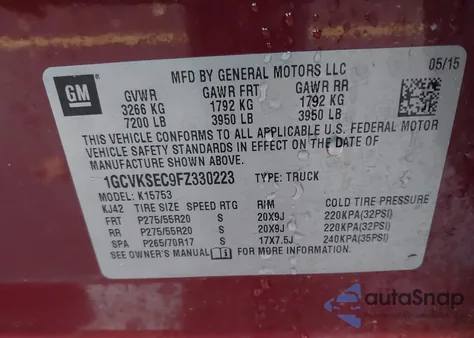 MFD BY GENERAL MOTORS LLC
05/15
GM
GVWR GAWR FRT GAWR RR
3266 KG 1792 KG 1792 KG
7200 LB 3950 LB 3950 LB
THIS VEHICLE CONFORMS TO ALL APPLICABLE U.S. FEDERAL MOTOR
VEHICLE SAFETY STANDARDS IN EFFECT ON THE DATE OF
MANUFACTURE SHOWN ABOVE.
1GCVKSEC9FZ330223 TYPE: TRUCK
MODEL: K15753
KJ42 TIRE SIZE SPEED RTG RIM COLD TIRE PRESSURE
FRT P275/55R20 S 20X9J 220KPA(32PSI)
RR P275/55R20 S 20X9J 220KPA(32PSI)
SPA P265/70R17 S 17X7.5J 240KPA(35PSI)
SEE OWNER'S MANUAL FOR MORE INFORMATION.
autoSnap